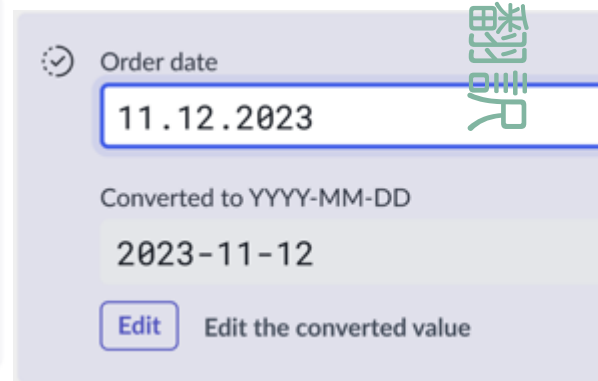 Order date
11.12.2023
Converted to YYYY-MM-DD
2023-11-12
Edit
Edit the converted value
翻訳